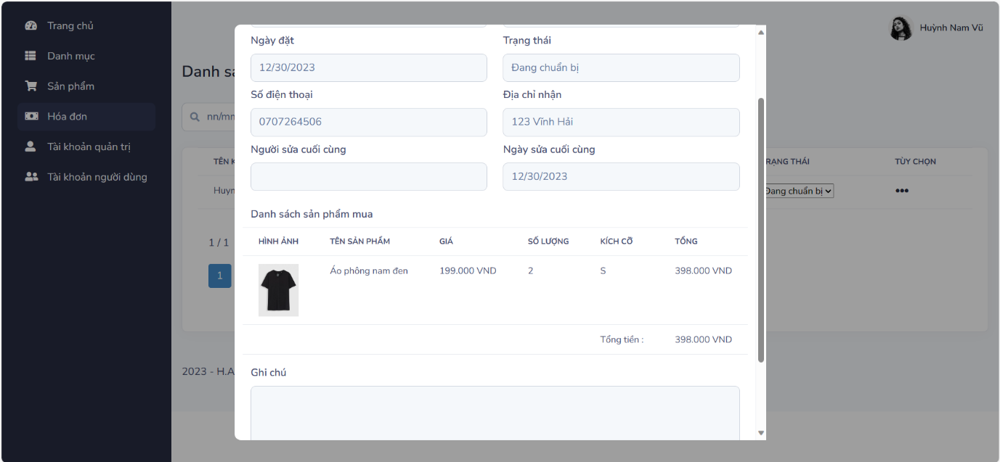 Trang chủ
Danh mục
Sản phẩm
Hóa đơn
Tài khoản quản trị
Tài khoản người dùng
Huỳnh Nam Vũ
Danh sá
nn/mm
TÊN K
Huyn
1 / 1
1
2023 - H.A
Ngày đặt
Trạng thái
12/30/2023
Đang chuẩn bị
Số điện thoại
Địa chỉ nhận
0707264506
123 Vĩnh Hải
Người sửa cuối cùng
Ngày sửa cuối cùng
12/30/2023
Danh sách sản phẩm mua
HÌNH ẢNH TÊN SẢN PHẨM GIÁ SỐ LƯỢNG KÍCH CỠ TỔNG
Áo phông nam đen 199.000 VND 2 S 398.000 VND
Tổng tiền : 398.000 VND
Ghi chú
RẠNG THÁI TÙY CHỌN
Đang chuẩn bị